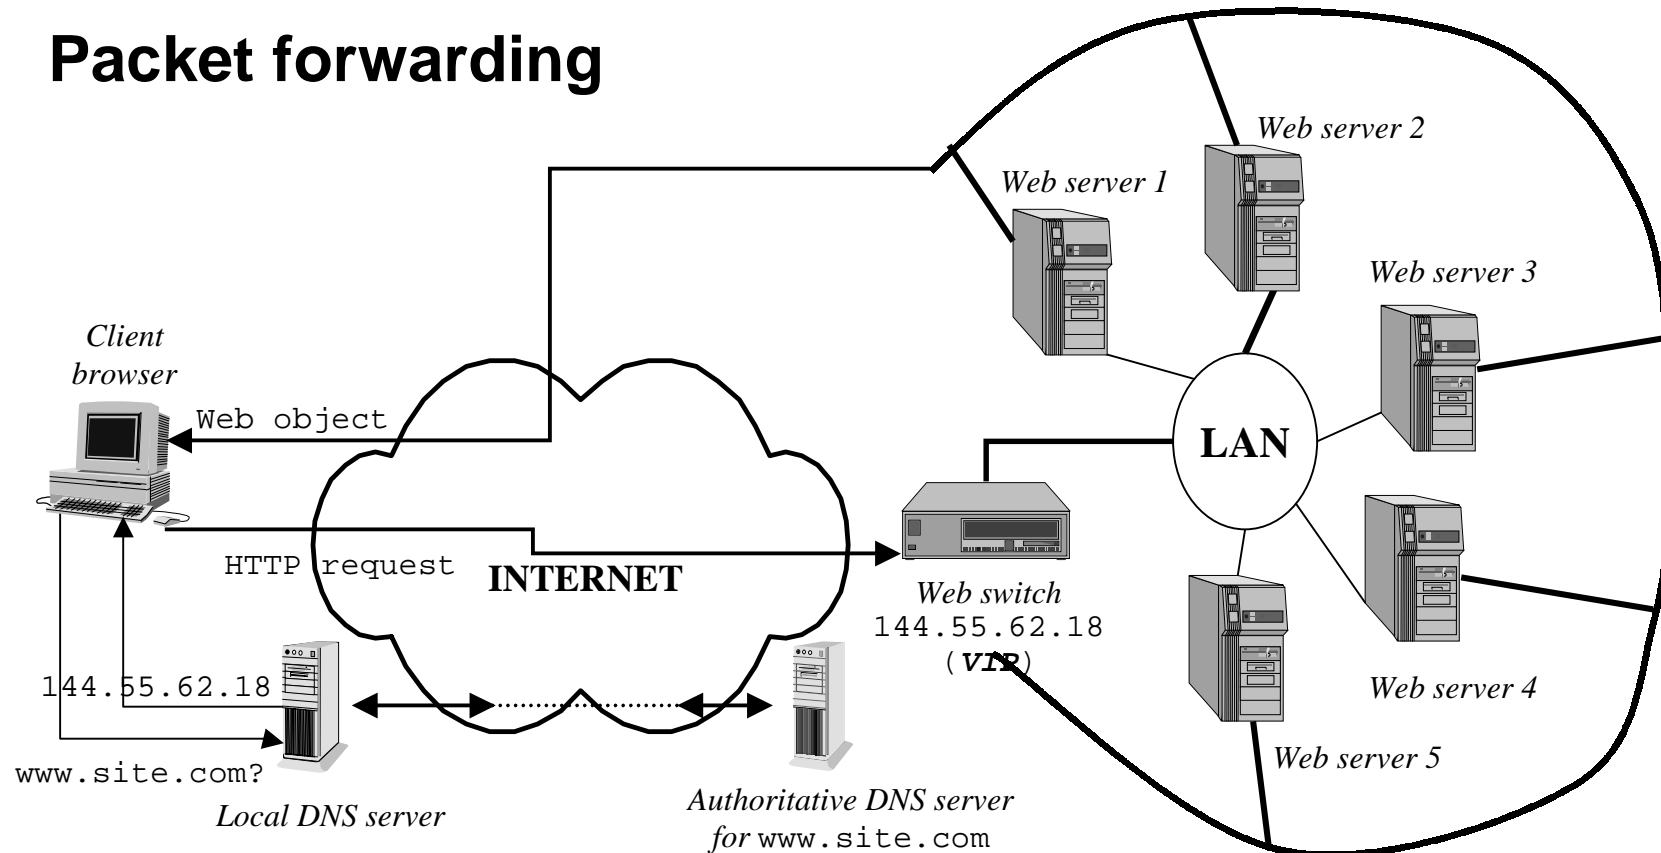 Packet forwarding
Web server 2
Web server 1
Web server 3
Client
browser
Web object
LAN
HTTP request
INTERNET
Web switch
144.55.62.18
(VIP)
144.55.62.18
Web server 4
www.site.com?
Web server 5
Local DNS server
Authoritative DNS server
for www.site.com